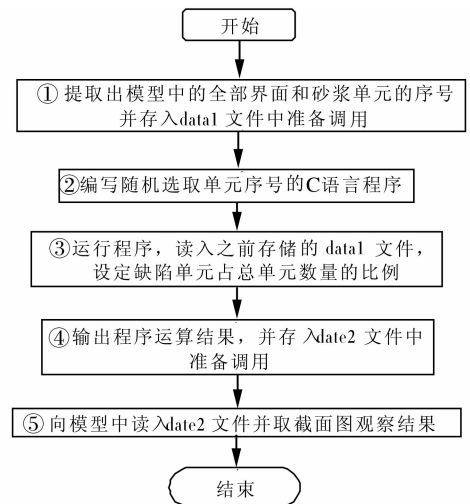 开始
①提取出模型中的全部界面和砂浆单元的序号
并存入data1 文件中准备调用
②编写随机选取单元序号的C语言程序
③运行程序，读入之前存储的 data1 文件，
设定缺陷单元占总单元数量的比例
④输出程序运算结果，并存入date2 文件中
准备调用
⑤向模型中读入date2 文件并取截面图观察结果
结束